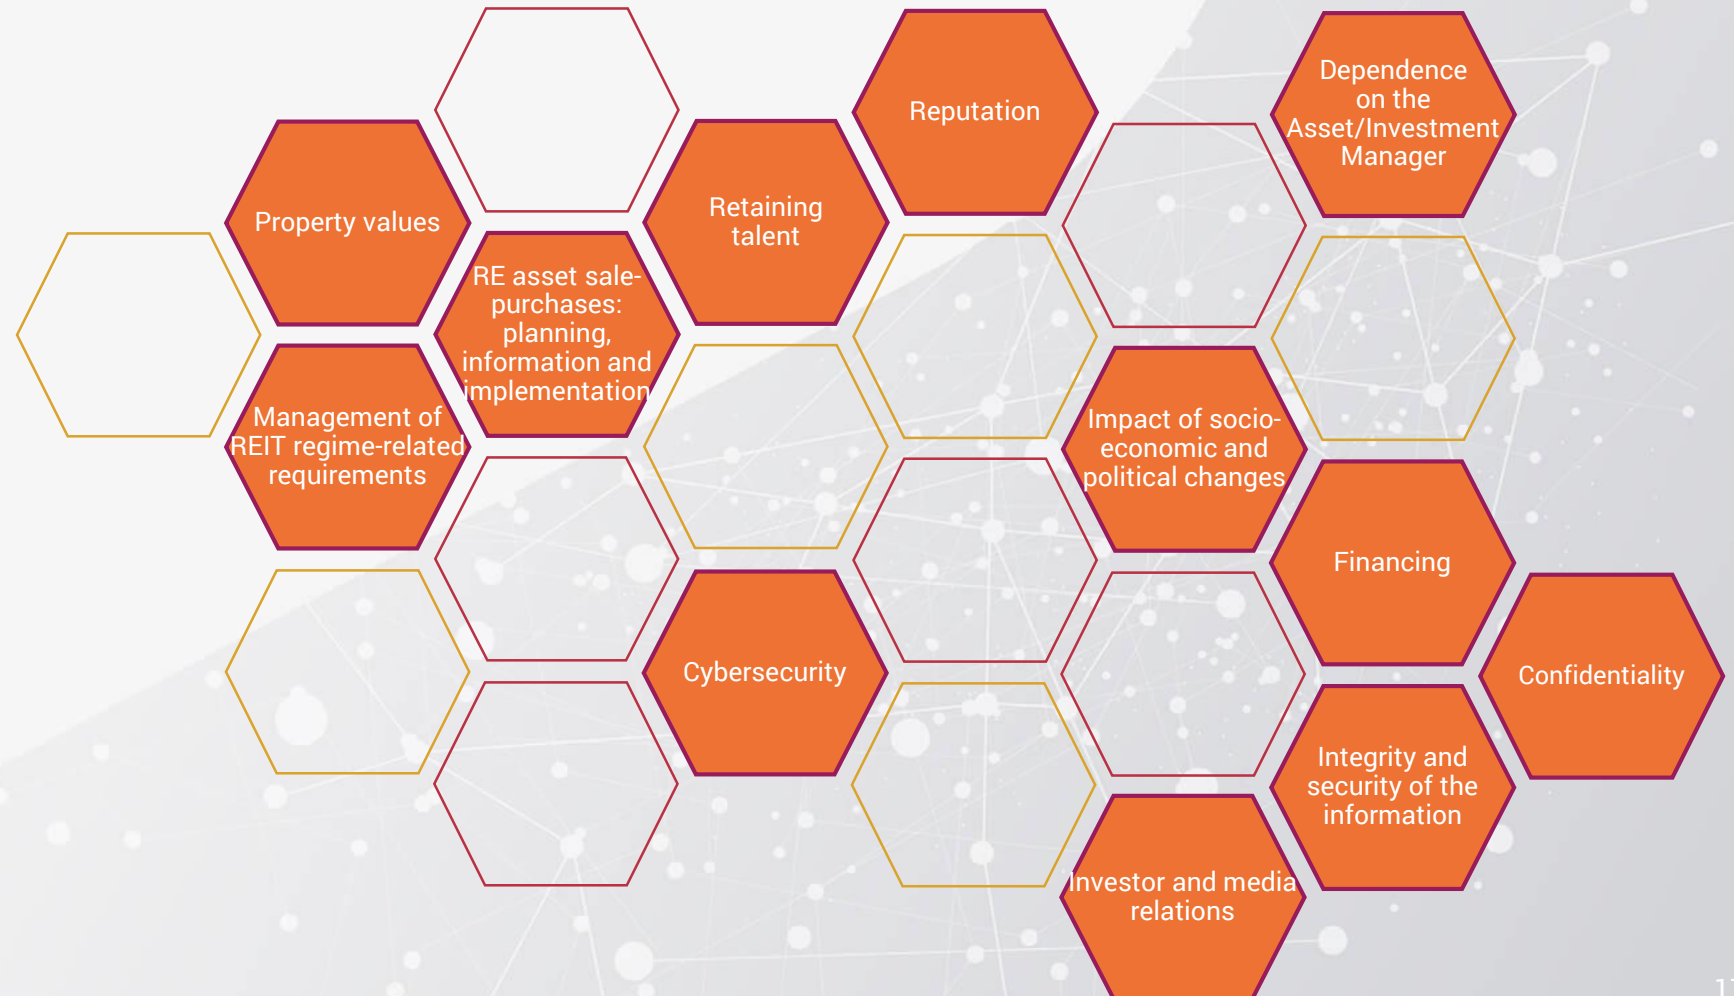 Reputation
Dependence
on the
Asset/Investment
Manager
Property values
Retaining
talent
RE asset sale-
purchases:
planning,
information and
implementation
Management of
REIT regime-related
requirements
Impact of socio-
economic and
political changes
Financing
Cybersecurity
Confidentiality
Integrity and
security of the
information
Investor and media
relations